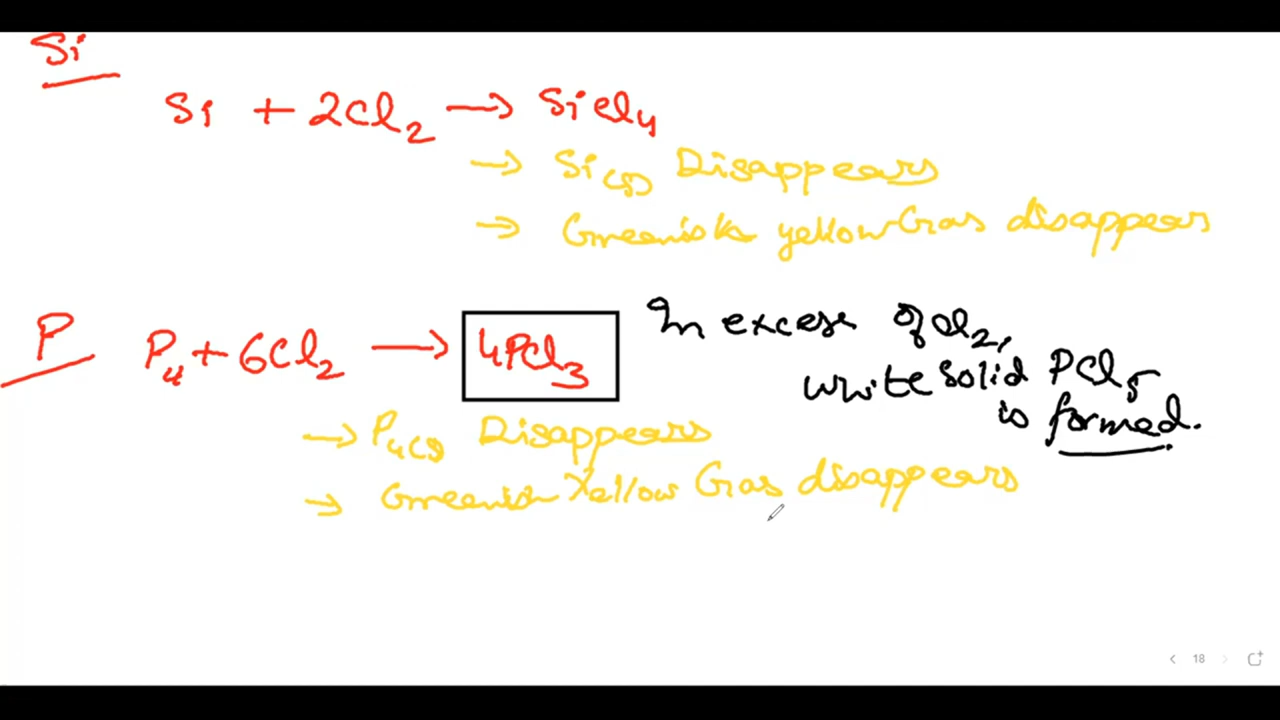 Si
Si + 2Cl2 → SiCl4
→ Si(s) Disappears
→ Greenish yellow Gas disappears
P P4 + 6Cl2 → 4PCl3
In excess of Cl2,
write solid PCl5
is formed.
→ P4(s) Disappears
→ Greenish Yellow Gas disappears
18